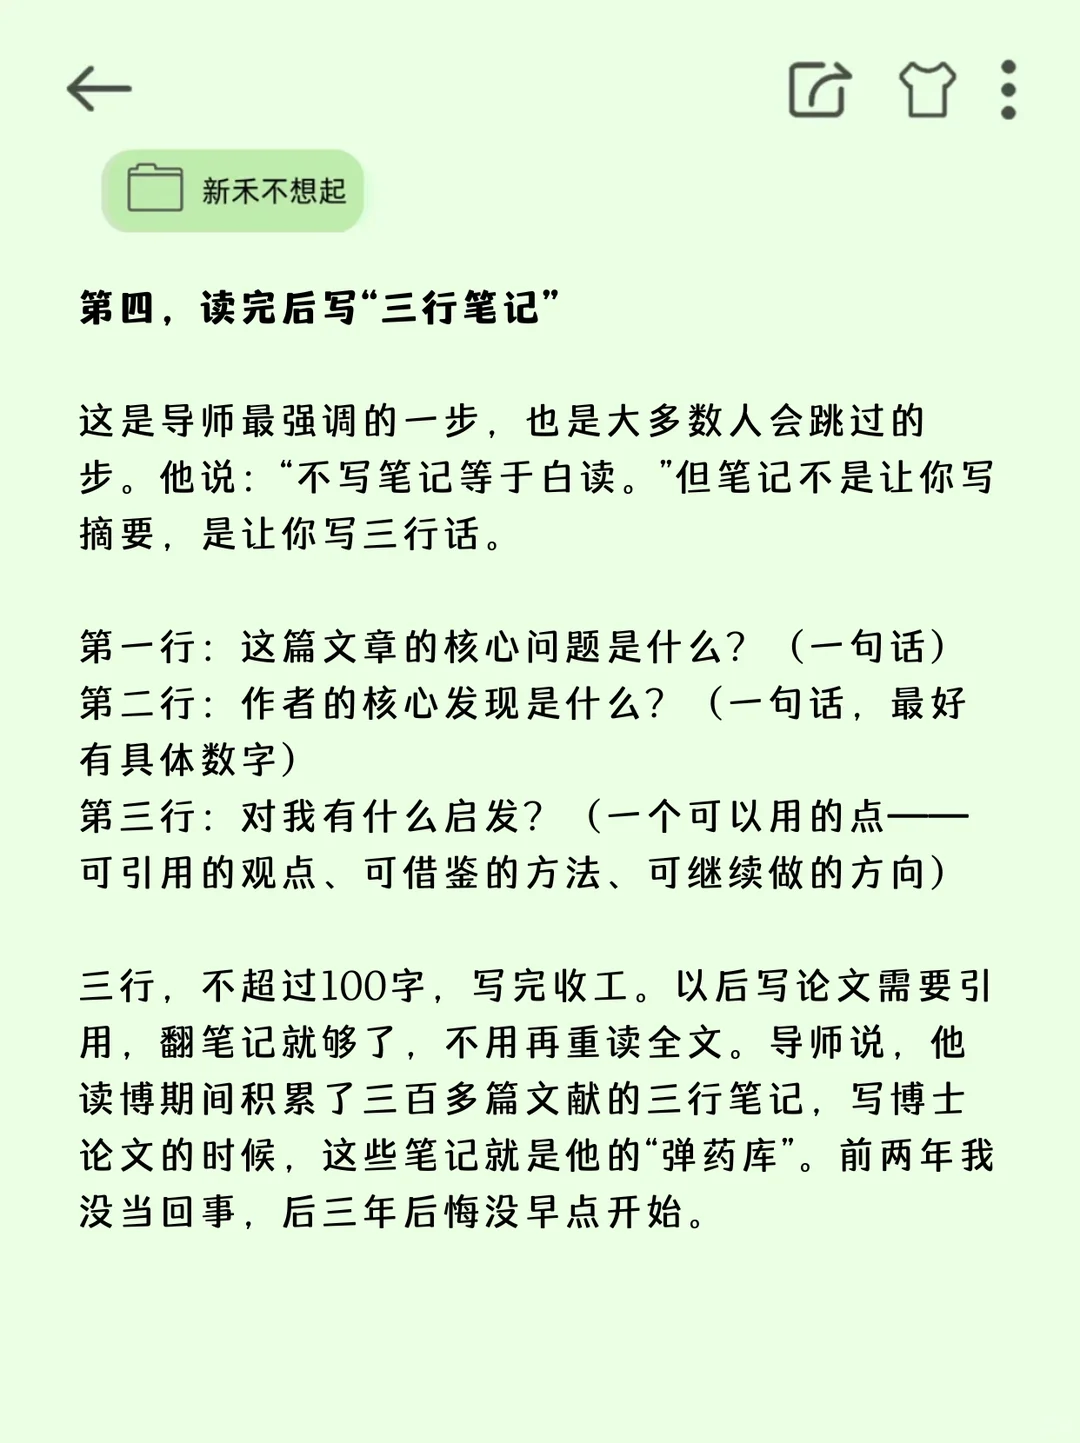 新禾不想起
第四，读完后写“三行笔记”
这是导师最强调的一步，也是大多数人会跳过的
步。他说：“不写笔记等于白读。”但笔记不是让你写
摘要，是让你写三行话。
第一行：这篇文章的核心问题是什么？（一句话）
第二行：作者的核心发现是什么？（一句话，最好
有具体数字）
第三行：对我有什么启发？（一个可以用的点——
可引用的观点、可借鉴的方法、可继续做的方向）
三行，不超过100字，写完收工。以后写论文需要引
用，翻笔记就够了，不用再重读全文。导师说，他
读博期间积累了三百多篇文献的三行笔记，写博士
论文的时候，这些笔记就是他的“弹药库”。前两年我
没当回事，后三年后悔没早点开始。